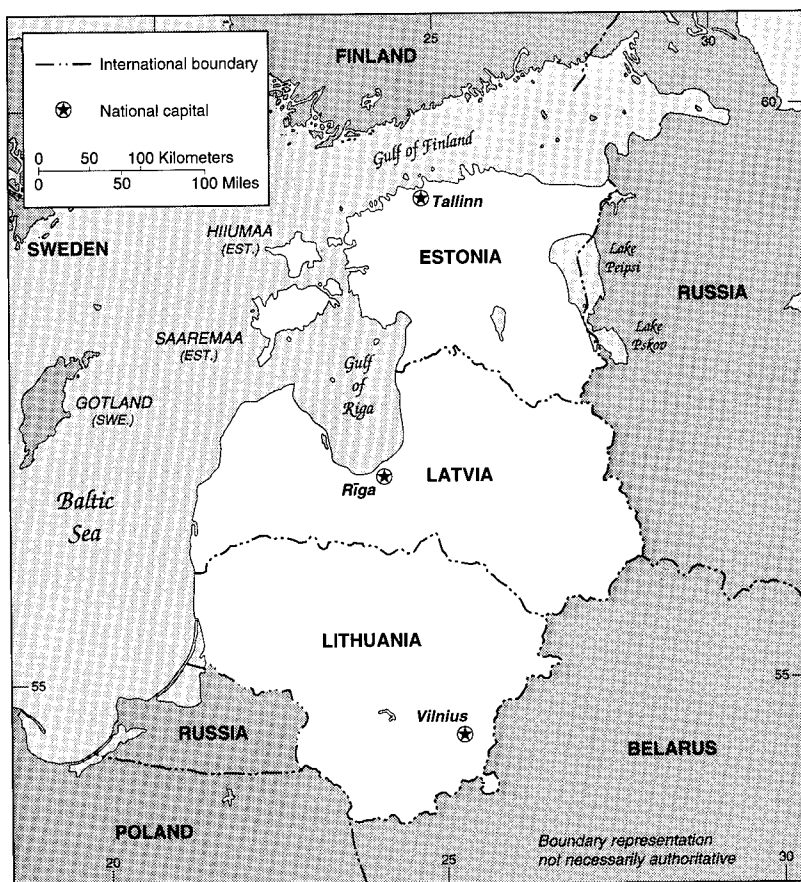 25
30
FINLAND
International boundary
National capital
0 50 100 Kilometers
0 50 100 Miles
60
Gulf of Finland
Tallinn
HIIUMAA
(EST.)
SWEDEN
ESTONIA
Lake
Peipsi
RUSSIA
SAAREMAA
(EST.)
Lake
Pskov
Gulf
of
Riga
GOTLAND
(SWE.)
Rīga
LATVIA
Baltic
Sea
LITHUANIA
55
55
Vilnius
RUSSIA
BELARUS
POLAND
Boundary representation
not necessarily authoritative
20
25
30